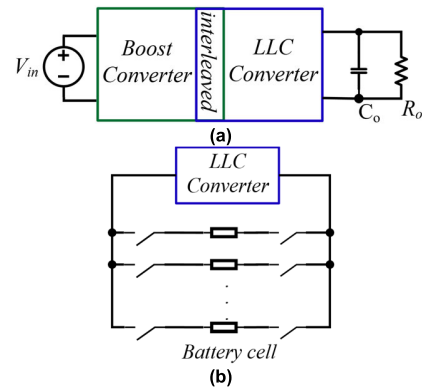 Boost
Converter
interleaved
LLC
Converter
V_in
+
−
C_o
R_o
(a)
LLC
Converter
Battery cell
(b)